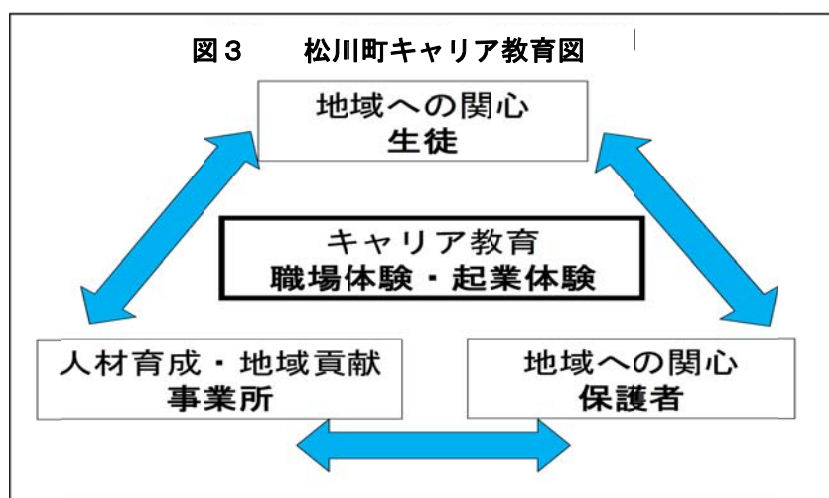 図３　　松川町キャリア教育図
地域への関心
生徒
キャリア教育
職場体験・起業体験
人材育成・地域貢献
事業所
地域への関心
保護者